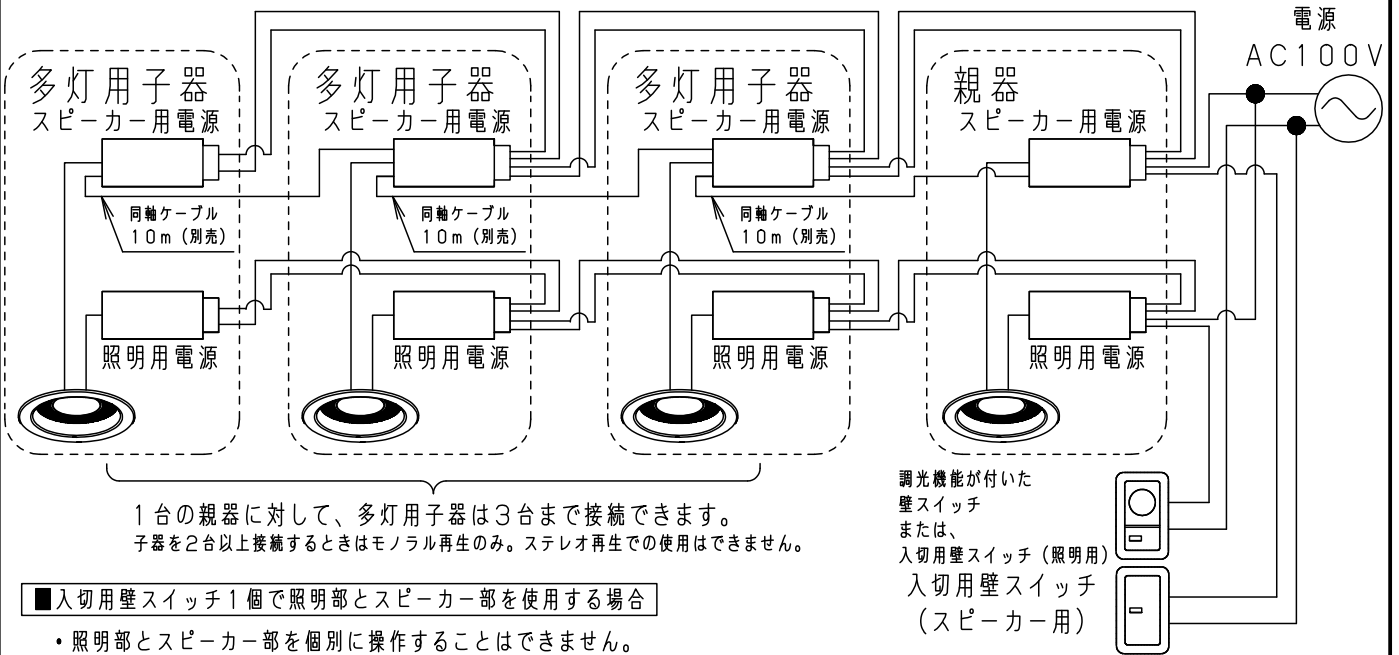 電源
AC100V
多灯用子器
スピーカー用電源
多灯用子器
スピーカー用電源
多灯用子器
スピーカー用電源
親器
スピーカー用電源
同軸ケーブル
10m（別売）
同軸ケーブル
10m（別売）
同軸ケーブル
10m（別売）
照明用電源
照明用電源
照明用電源
照明用電源
1台の親器に対して、多灯用子器は3台まで接続できます。
子器を2台以上接続するときはモノラル再生のみ。ステレオ再生での使用はできません。
調光機能が付いた
壁スイッチ
または、
入切用壁スイッチ（照明用）
入切用壁スイッチ
（スピーカー用）
■入切用壁スイッチ1個で照明部とスピーカー部を使用する場合
・照明部とスピーカー部を個別に操作することはできません。